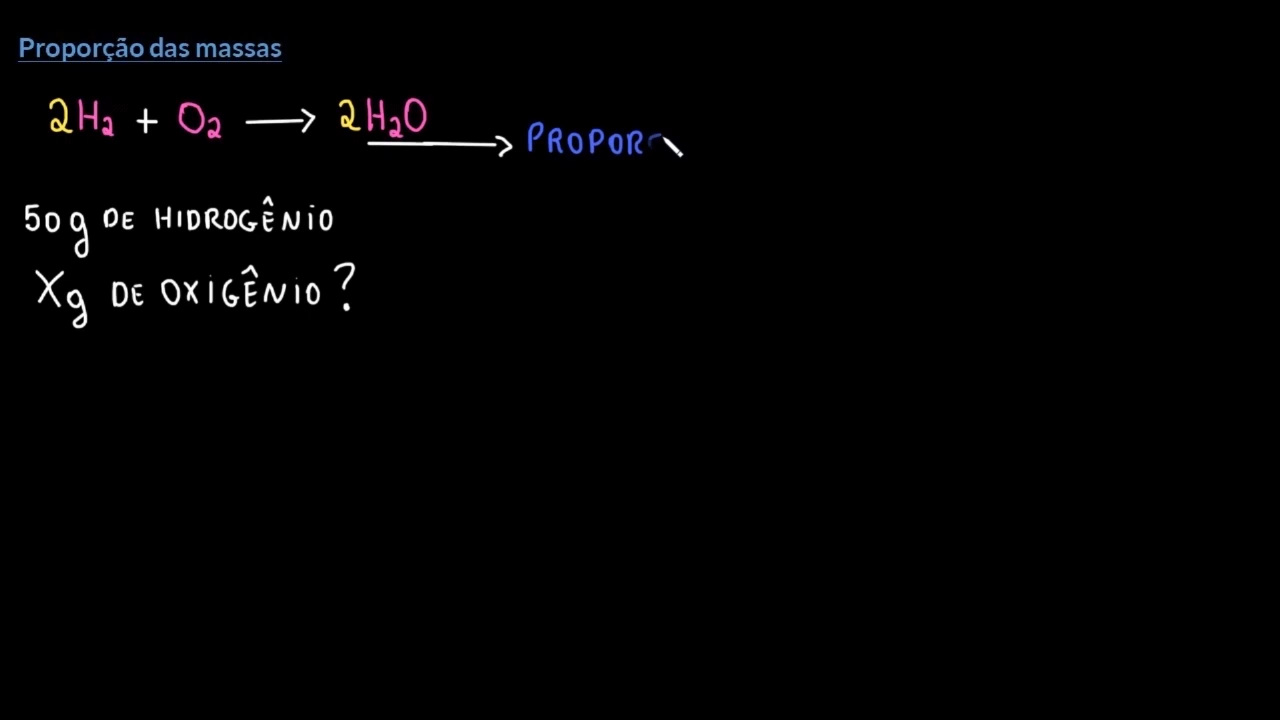 Proporção das massas
2H₂ + O₂ → 2H₂O
→ PROPOR
50g DE HIDROGÊNIO
Xg DE OXIGÊNIO?